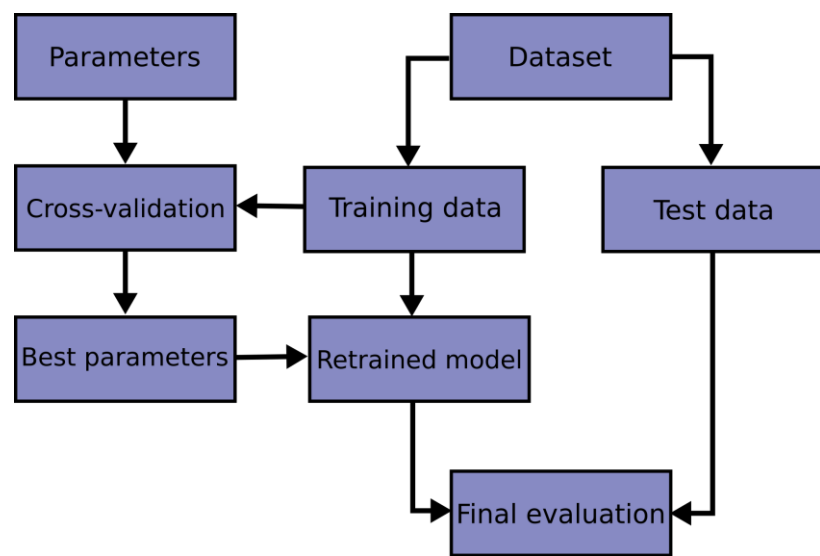 Parameters
Dataset
Cross-validation
Training data
Test data
Best parameters
Retrained model
Final evaluation